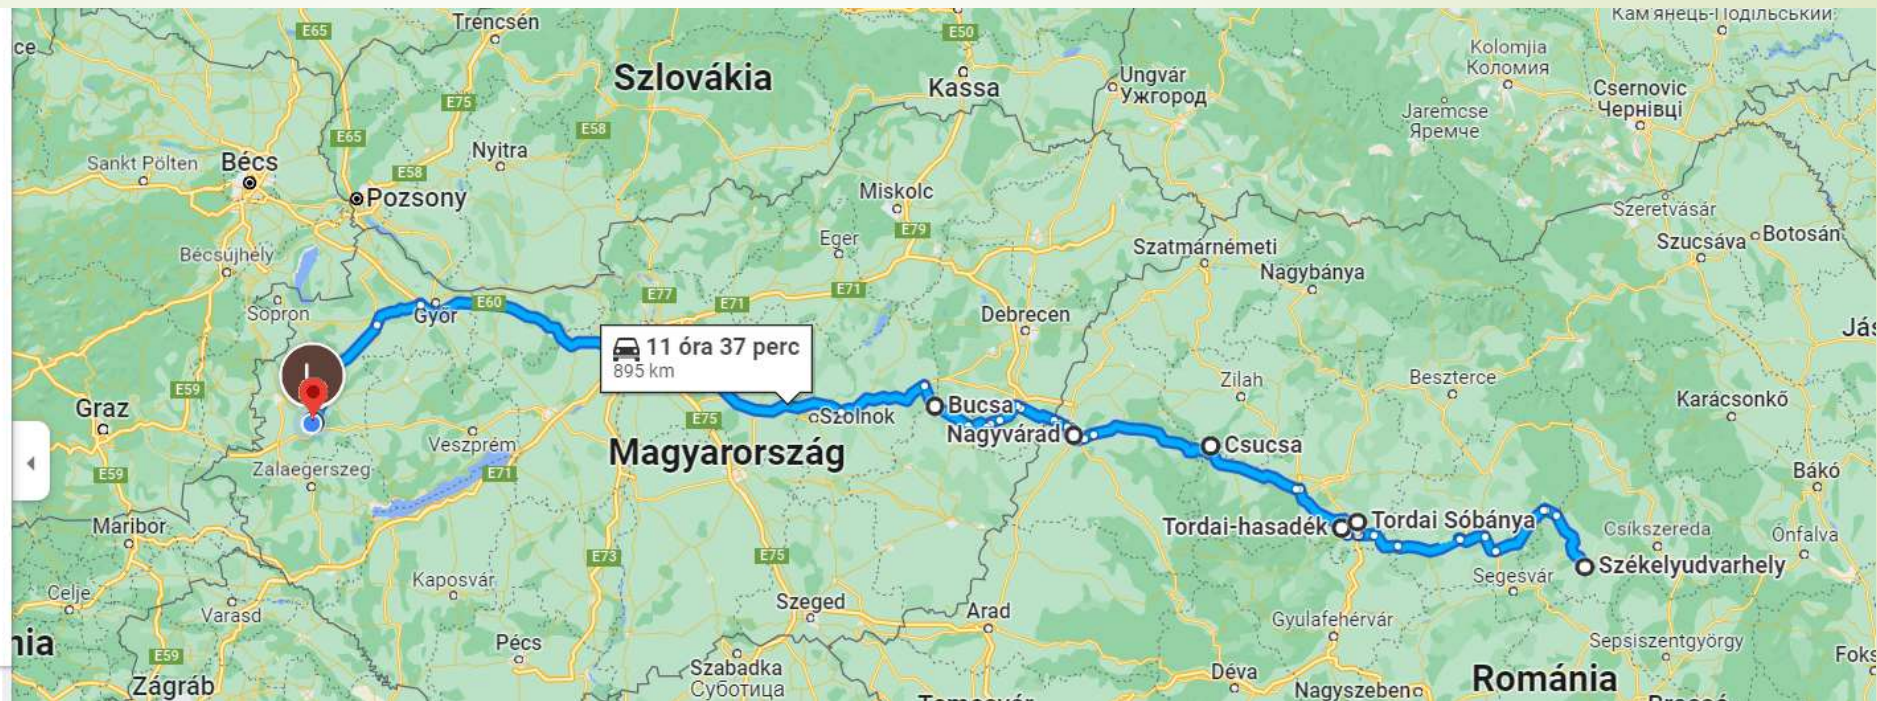 Trencsén
E65
E50
Кам'янець-Подільський
Kolomjia
Коломия
Szlovákia
Kassa
Ungvár
Ужгород
E75
Csernovic
Чернівці
Jaremcse
Яремче
E65
E58
Nyitra
Sankt Pölten
Bécs
E58
Pozsony
Miskolc
Szeretvásár
E79
Eger
Szatmárnémeti
Szucsáva
Botosán
Bécsújhely
Nagybánya
E77
E71
E71
Sopron
Győr
E60
Debrecen
11 óra 37 perc
895 km
Zilah
Beszterce
E59
Karácsonkő
Graz
E75
Szolnok
Bucsa
Nagyvárad
Csucsa
Veszprém
Magyarország
Zalaegerszeg
E59
E71
Bákó
Maribor
Tordai-hasadék
Tordai Sóbánya
Csíkszereda
Ónfalva
E73
E75
Székelyudvarhely
Kaposvár
Segesvár
Celje
Varasd
Szeged
Arad
Gyulafehérvár
Pécs
Sepsiszentgyörgy
E59
Szabadka
Суботица
Déva
Románia
Zágráb
Nagyszeben